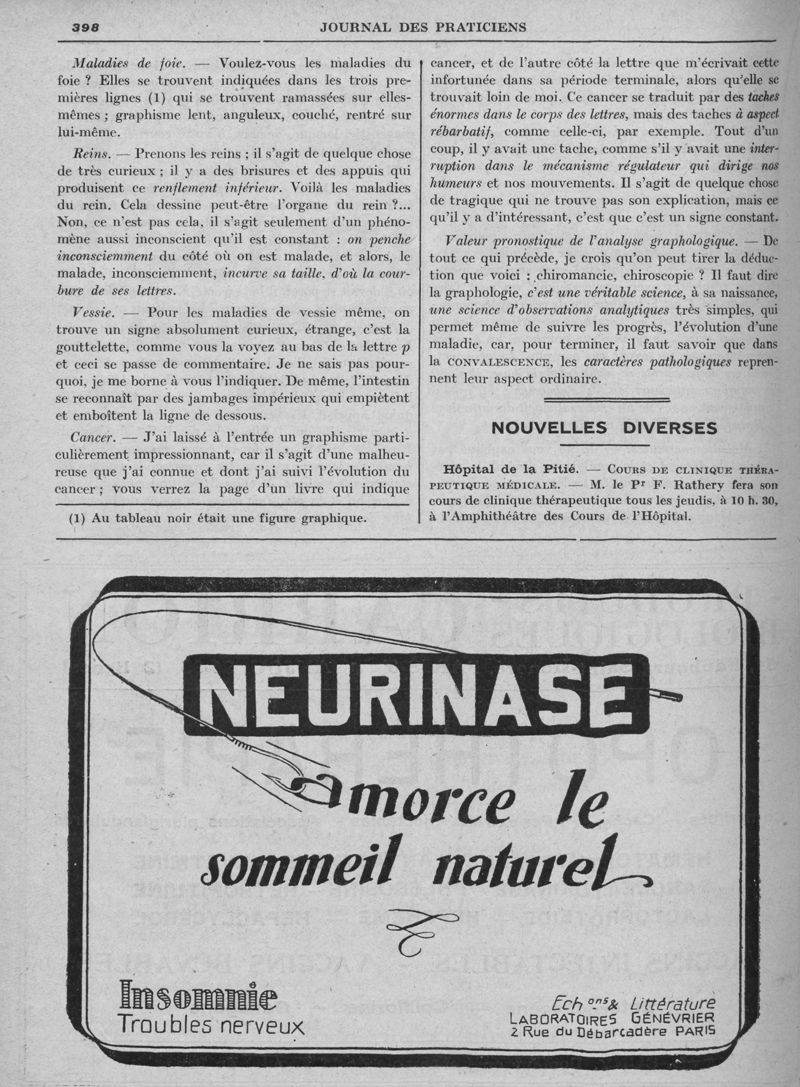 398
JOURNAL DES PRATICIENS
Maladies de foie. — Voulez-vous les maladies du
foie ? Elles se trouvent indiquées dans les trois pre-
mières lignes (1) qui se trouvent ramassées sur elles-
mêmes ; graphisme lent, anguleux, couché, rentré sur
lui-même.
Reins. — Prenons les reins ; il s'agit de quelque chose
de très curieux ; il y a des brisures et des appuis qui
produisent ce renflement inférieur. Voilà les maladies
du rein. Cela dessine peut-être l'organe du rein ?...
Non, ce n'est pas cela, il s'agit seulement d'un phéno-
mène aussi inconscient qu'il est constant : on penche
inconsciemment du côté où on est malade, et alors, le
malade, inconsciemment, incurve sa taille, d'où la cour-
bure de ses lettres.
Vessie. — Pour les maladies de vessie même, on
trouve un signe absolument curieux, étrange, c'est la
gouttelette, comme vous la voyez au bas de la lettre p
et ceci se passe de commentaire. Je ne sais pas pour-
quoi, je me borne à vous l'indiquer. De même, l'intestin
se reconnaît par des jambages impérieux qui empiètent
et emboîtent la ligne de dessous.
Cancer. — J'ai laissé à l'entrée un graphisme parti-
culièrement impressionnant, car il s'agit d'une malheu-
reuse que j'ai connue et dont j'ai suivi l'évolution du
cancer ; vous verrez la page d'un livre qui indique
(1) Au tableau noir était une figure graphique.
cancer, et de l'autre côté la lettre que m'écrivait cette
infortunée dans sa période terminale, alors qu'elle se
trouvait loin de moi. Ce cancer se traduit par des taches
énormes dans le corps des lettres, mais des taches à aspect
rébarbatif, comme celle-ci, par exemple. Tout d'un
coup, il y avait une tache, comme s'il y avait une inter-
ruption dans le mécanisme régulateur qui dirige nos
humeurs et nos mouvements. Il s'agit de quelque chose
de tragique qui ne trouve pas son explication, mais ce
qu'il y a d'intéressant, c'est que c'est un signe constant.
Valeur pronostique de l'analyse graphologique. — De
tout ce qui précède, je crois qu'on peut tirer la déduc-
tion que voici : chiromancie, chiroscopie ? Il faut dire
la graphologie, c'est une véritable science, à sa naissance,
une science d'observations analytiques très simples, qui
permet même de suivre les progrès, l'évolution d'une
maladie, car, pour terminer, il faut savoir que dans
la CONVALESCENCE, les caractères pathologiques repren-
nent leur aspect ordinaire.
NOUVELLES DIVERSES
Hôpital de la Pitié. — COURS DE CLINIQUE THÉRA-
PEUTIQUE MÉDICALE. — M. le Pr F. Rathery fera son
cours de clinique thérapeutique tous les jeudis, à 10 h. 30,
à l'Amphithéâtre des Cours de l'Hôpital.
NEURINASE
amorce le
sommeil naturel
Insomnie
Troubles nerveux
Echons & Littérature
LABORATOIRES GÉNÉVRIER
2 Rue du Débarcadère PARIS